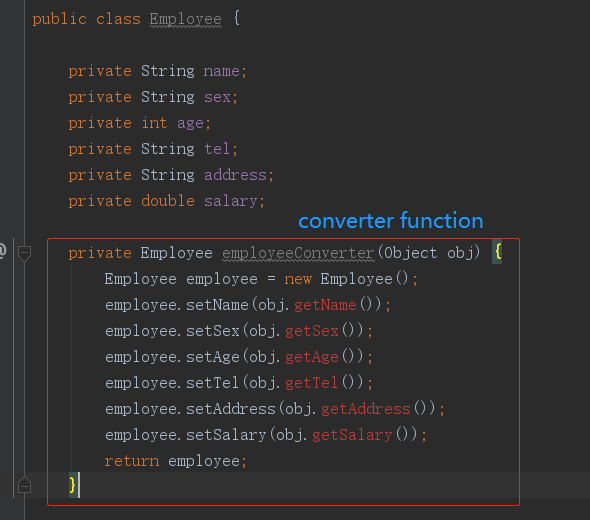 public class Employee {
private String name;
private String sex;
private int age;
private String tel;
private String address;
private double salary;
converter function
@ private Employee employeeConverter(Object obj) {
Employee employee = new Employee();
employee.setName(obj.getName());
employee.setSex(obj.getSex());
employee.setAge(obj.getAge());
employee.setTel(obj.getTel());
employee.setAddress(obj.getAddress());
employee.setSalary(obj.getSalary());
return employee;
}